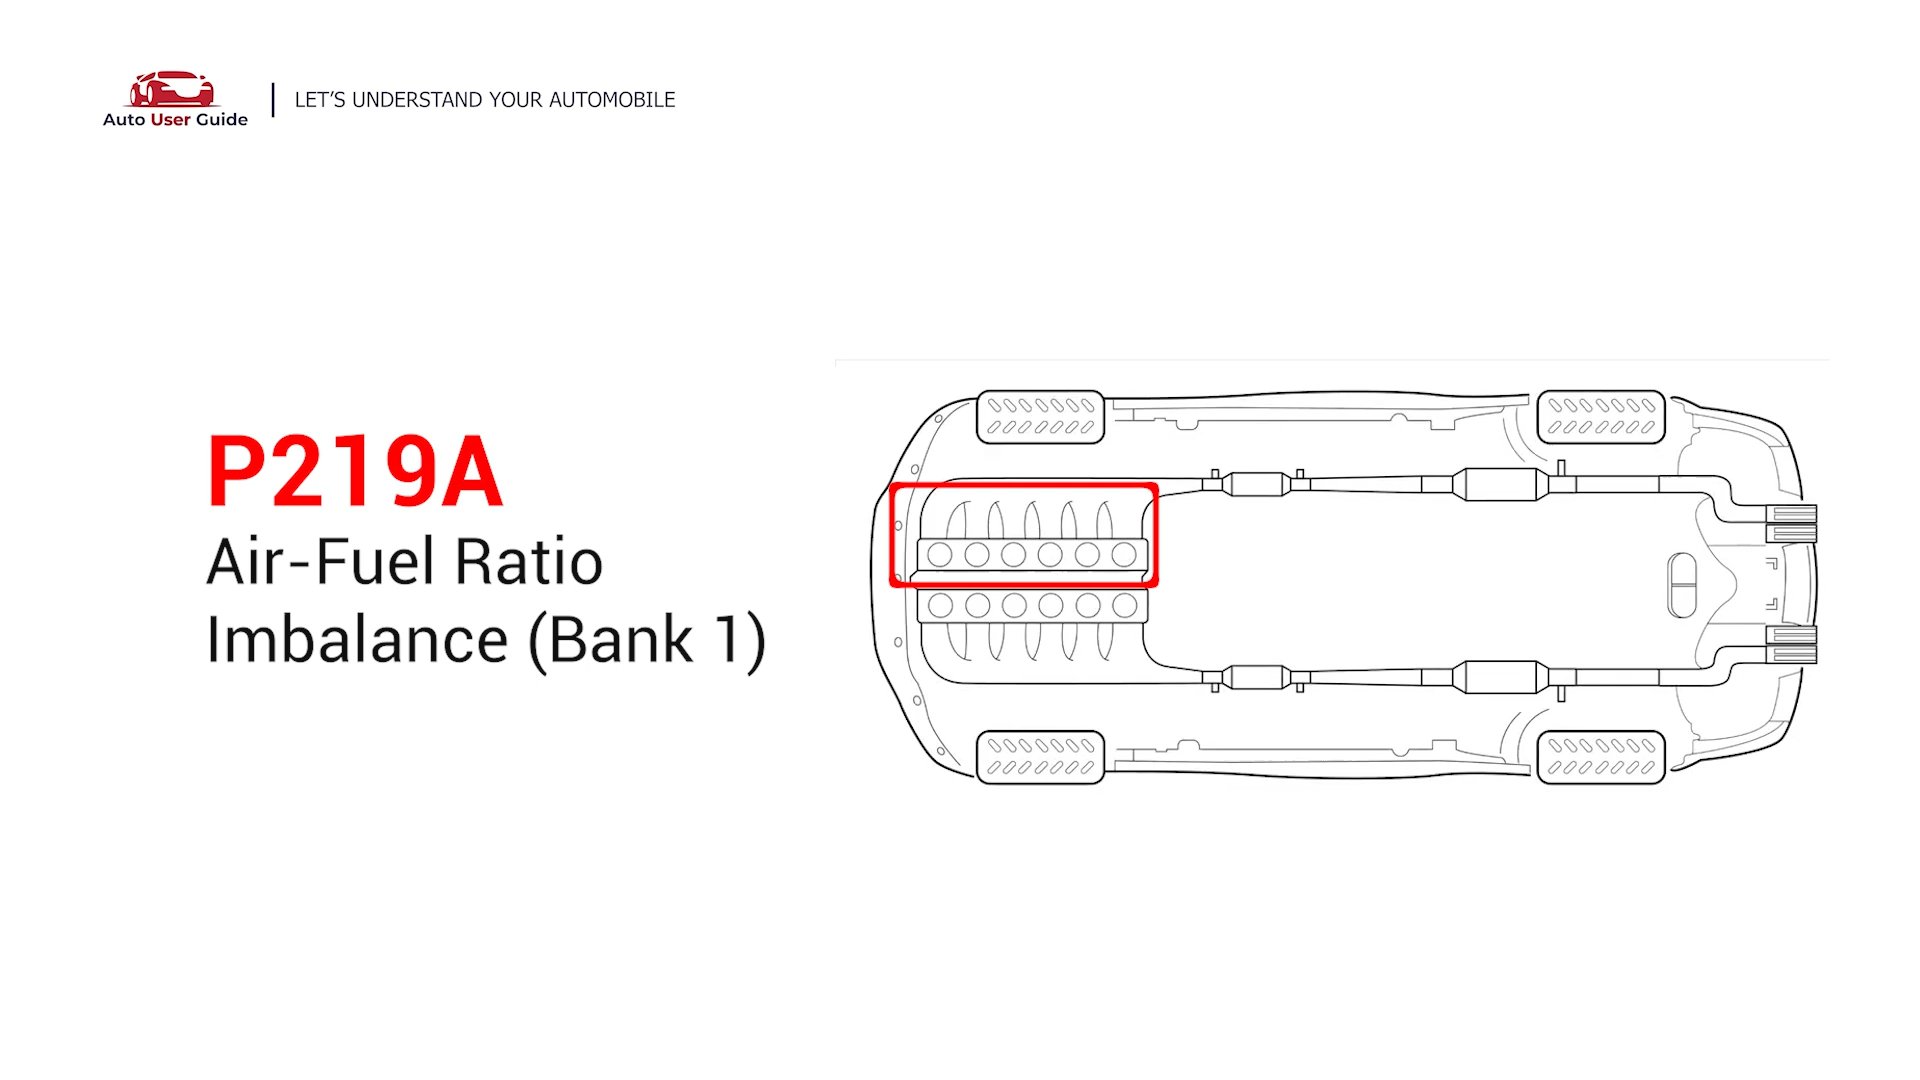 Auto User Guide
LET'S UNDERSTAND YOUR AUTOMOBILE
P219A
Air-Fuel Ratio
Imbalance (Bank 1)